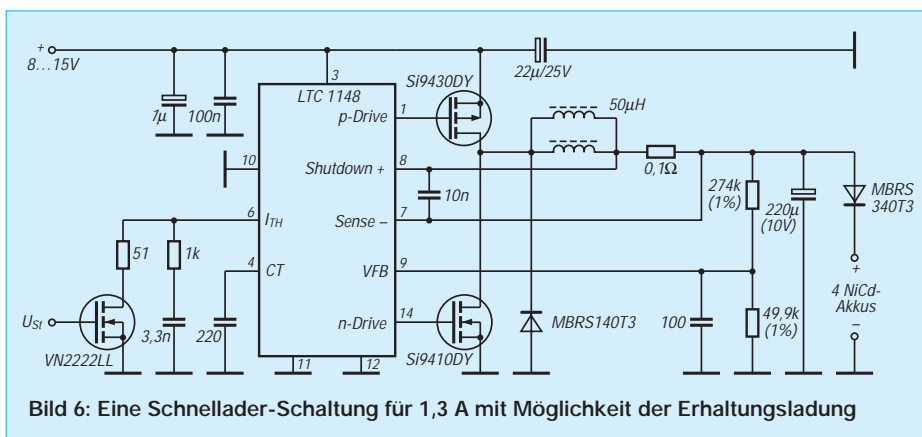 +
8...15V
1µ
100n
3
LTC 1148
p-Drive
1
Si9430DY
22µ/25V
50µH
10
Shutdown +
8
10n
0,1Ω
274k
(1%)
220µ
(10V)
MBRS
340T3
6
ITH
Sense –
7
51
1k
4
CT
VFB
9
+
4 NiCd-
Akkus
–
USt
VN2222LL
3,3n
220
n-Drive
14
Si9410DY
MBRS140T3
100
49,9k
(1%)
11
12
Bild 6: Eine Schnellader-Schaltung für 1,3 A mit Möglichkeit der Erhaltungsladung